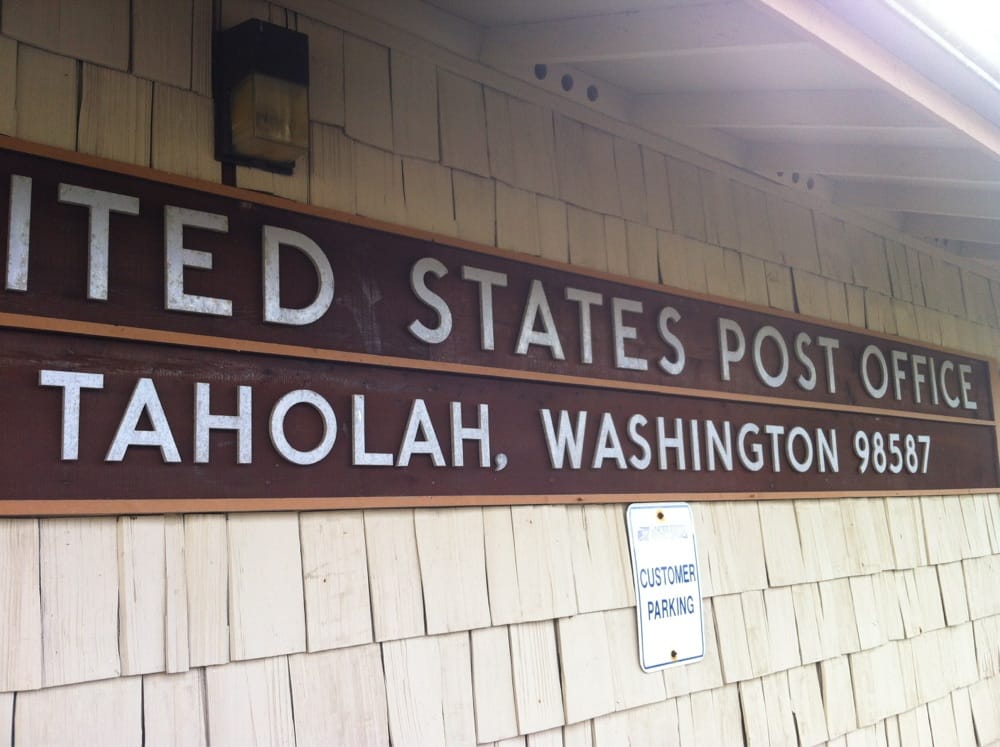 ITED STATES POST OFFICE
TAHOLAH, WASHINGTON 98587
CUSTOMER
PARKING